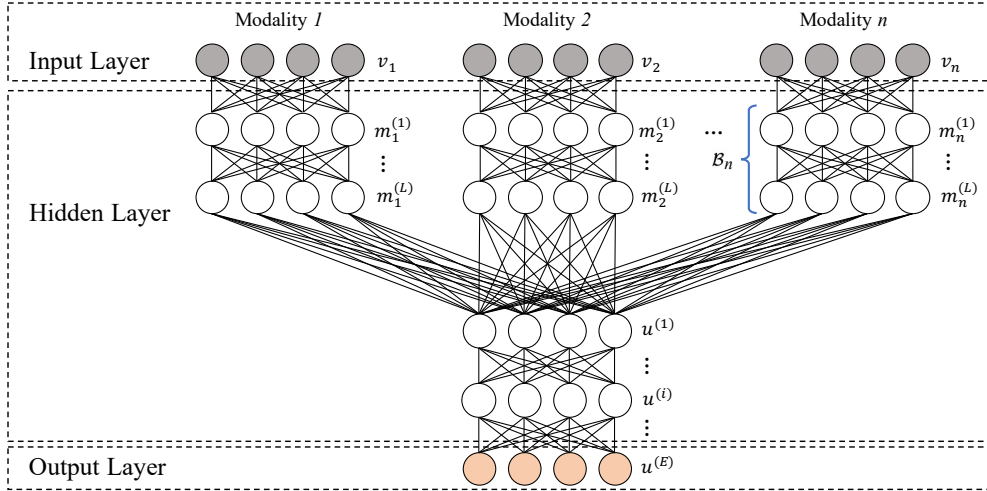 Modality 1 Modality 2 Modality n
Input Layer v₁ v₂ vₙ
m₁⁽¹⁾ m₂⁽¹⁾ ... mₙ⁽¹⁾
⋮ ⋮ ℬₙ ⋮
Hidden Layer m₁⁽ᴸ⁾ m₂⁽ᴸ⁾ mₙ⁽ᴸ⁾
u⁽¹⁾
⋮
u⁽ⁱ⁾
⋮
Output Layer u⁽ᴱ⁾